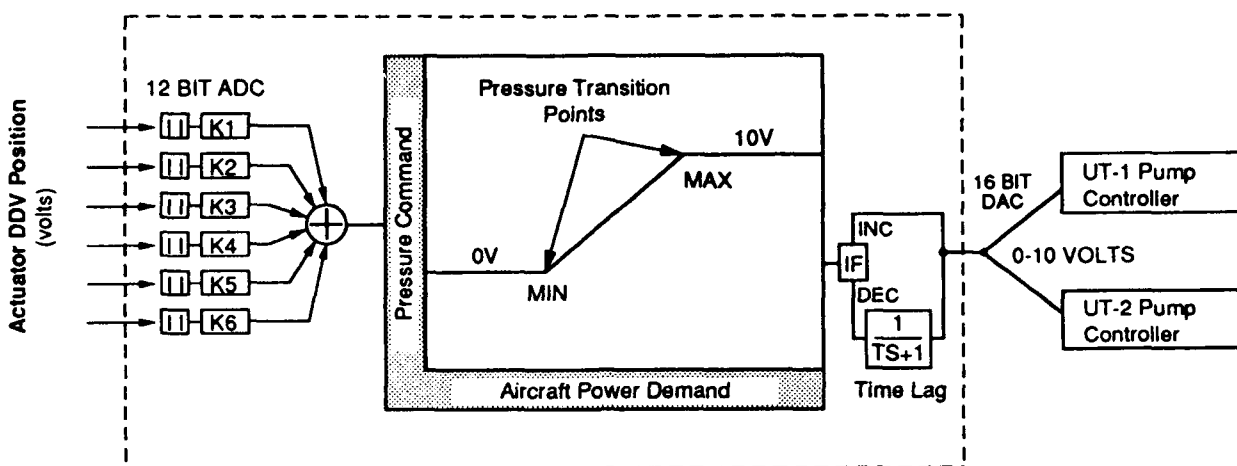 Actuator DDV Position
(volts)
12 BIT ADC
| | K1
| | K2
| | K3
| | K4
| | K5
| | K6
+
Pressure Command
Pressure Transition
Points
10V
MAX
0V
MIN
Aircraft Power Demand
IF
INC
DEC
1
TS+1
Time Lag
16 BIT
DAC
0-10 VOLTS
UT-1 Pump
Controller
UT-2 Pump
Controller